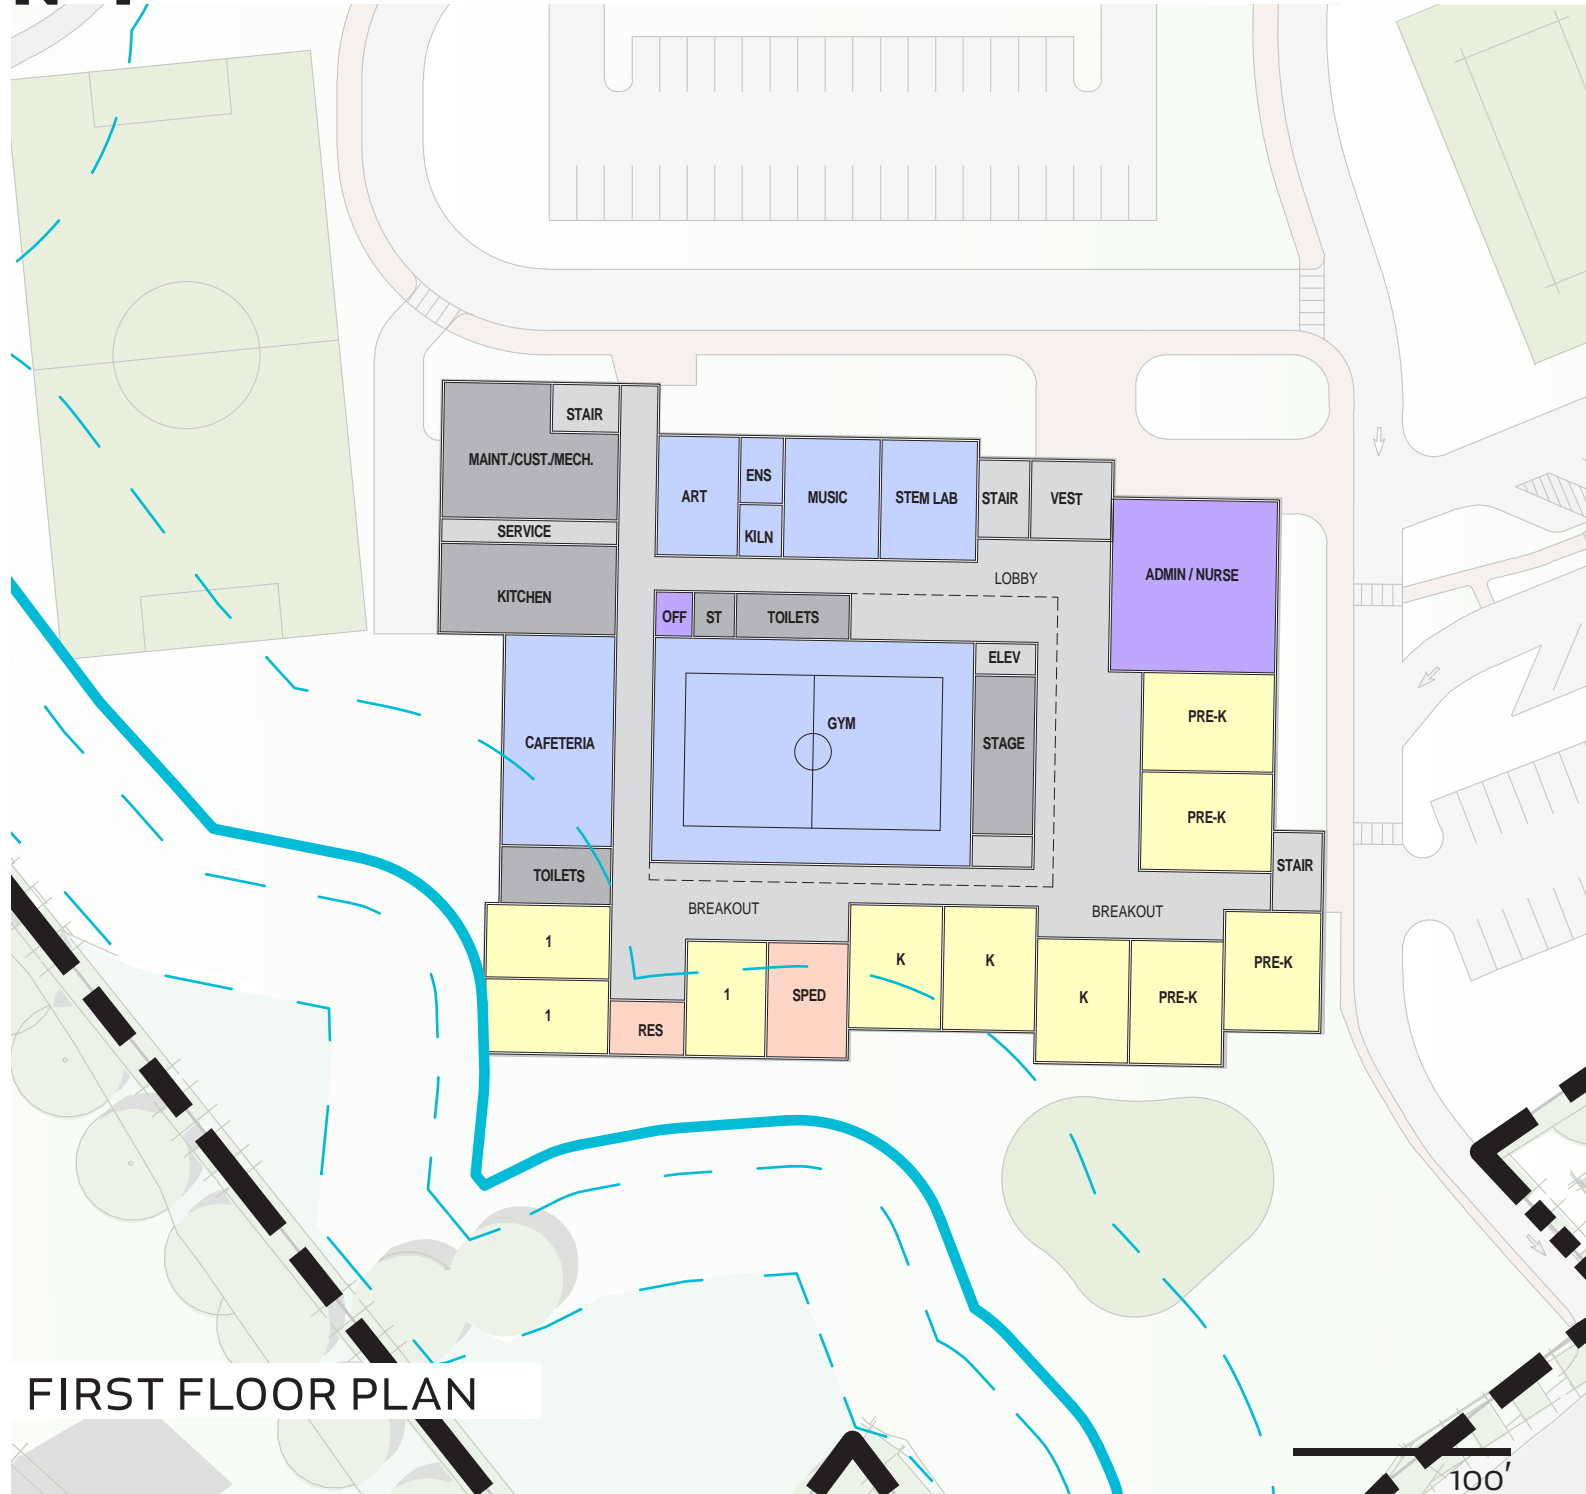 STAIR
MAINT./CUST./MECH.
SERVICE
KITCHEN
ART
ENS
KILN
MUSIC
STEM LAB
STAIR
VEST
LOBBY
ADMIN / NURSE
OFF
ST
TOILETS
ELEV
GYM
STAGE
CAFETERIA
PRE-K
PRE-K
STAIR
TOILETS
BREAKOUT
BREAKOUT
1
1
RES
1
SPED
K
K
K
PRE-K
PRE-K
FIRST FLOOR PLAN
100'